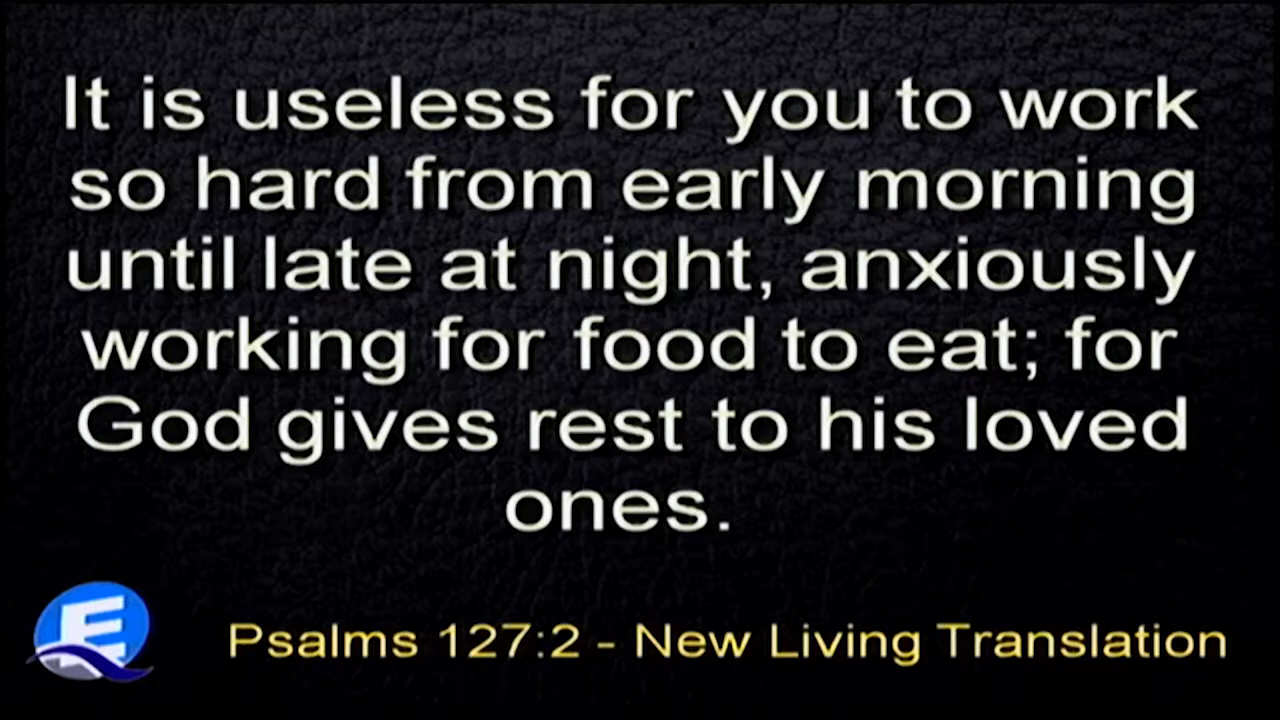 It is useless for you to work
so hard from early morning
until late at night, anxiously
working for food to eat; for
God gives rest to his loved
ones.
E
Psalms 127:2 - New Living Translation